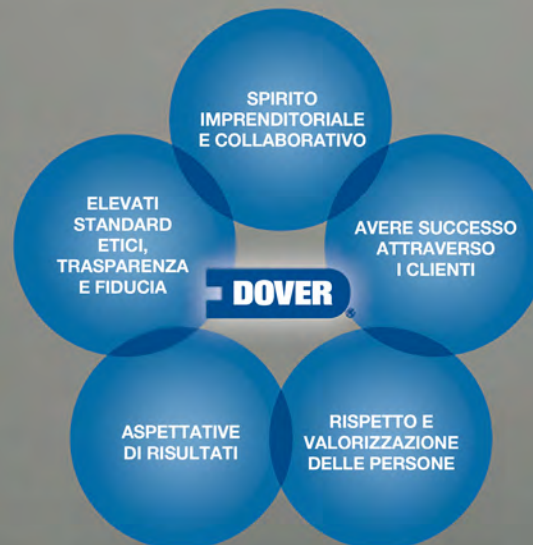 SPIRITO
IMPRENDITORIALE
E COLLABORATIVO
ELEVATI
STANDARD
ETICI,
TRASPARENZA
E FIDUCIA
AVERE SUCCESSO
ATTRAVERSO
I CLIENTI
DOVER
®
ASPETTATIVE
DI RISULTATI
RISPETTO E
VALORIZZAZIONE
DELLE PERSONE